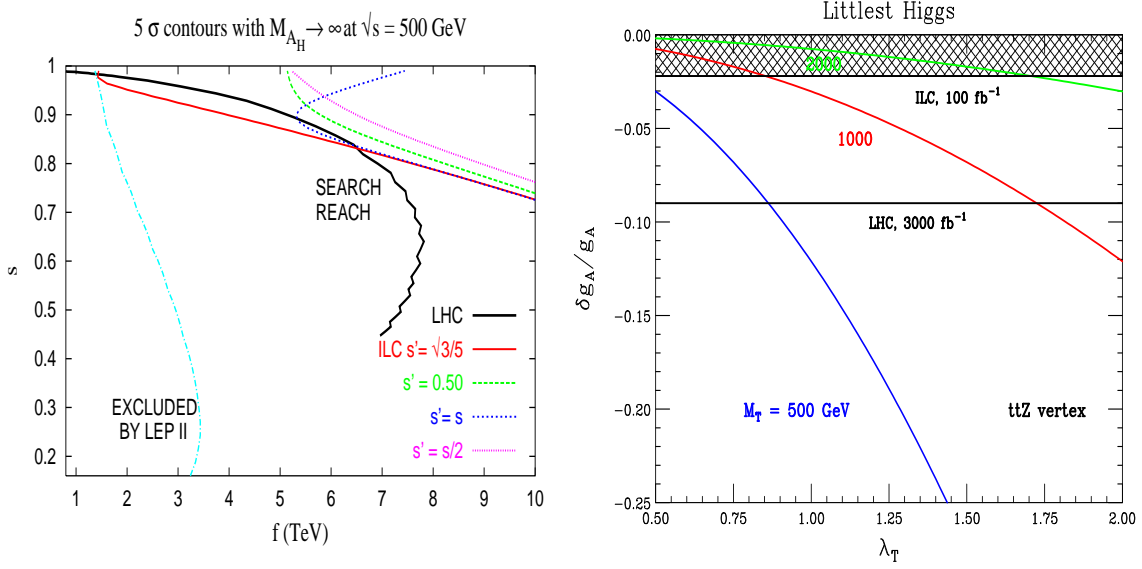 5 σ contours with M_{A_H} → ∞ at √s = 500 GeV
1
0.9
0.8
0.7
0.6
0.5
0.4
0.3
0.2
s
SEARCH
REACH
LHC
ILC s'= √3/5
s' = 0.50
s'= s
s' = s/2
EXCLUDED
BY LEP II
1 2 3 4 5 6 7 8 9 10
f (TeV)
Littlest Higgs
0.00
-0.05
-0.10
-0.15
-0.20
-0.25
δg_A/g_A
2000
ILC, 100 fb⁻¹
1000
LHC, 3000 fb⁻¹
M_T = 500 GeV
ttZ vertex
0.50 0.75 1.00 1.25 1.50 1.75 2.00
λ_T